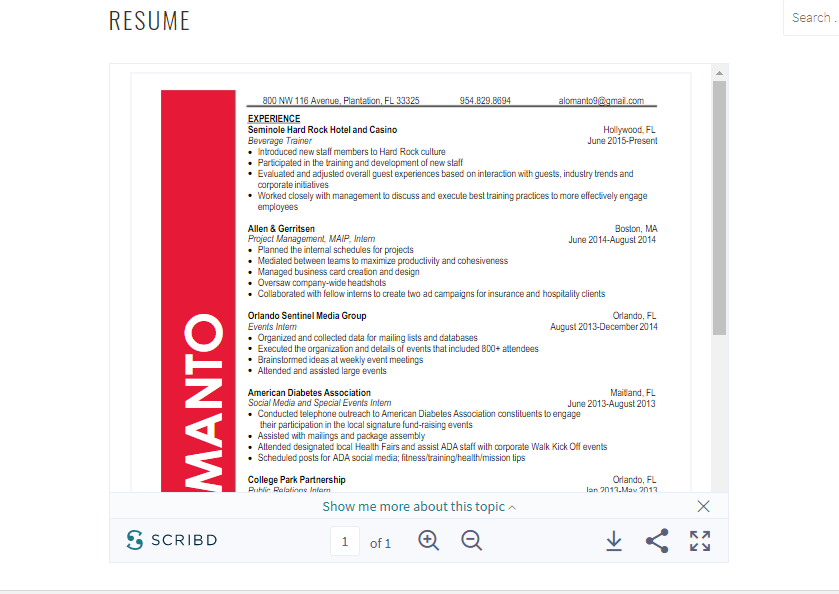 RESUME
Search .
800 NW 116 Avenue, Plantation, FL 33325 954.829.8694 alomanto9@gmail.com
EXPERIENCE
Seminole Hard Rock Hotel and Casino Hollywood, FL
Beverage Trainer June 2015-Present
• Introduced new staff members to Hard Rock culture
• Participated in the training and development of new staff
• Evaluated and adjusted overall guest experiences based on interaction with guests, industry trends and
corporate initiatives
• Worked closely with management to discuss and execute best training practices to more effectively engage
employees
Allen & Gerritsen Boston, MA
Project Management, MAIP, Intern June 2014-August 2014
• Planned the internal schedules for projects
• Mediated between teams to maximize productivity and cohesiveness
• Managed business card creation and design
• Oversaw company-wide headshots
• Collaborated with fellow interns to create two ad campaigns for insurance and hospitality clients
Orlando Sentinel Media Group Orlando, FL
Events Intern August 2013-December 2014
• Organized and collected data for mailing lists and databases
• Executed the organization and details of events that included 800+ attendees
• Brainstormed ideas at weekly event meetings
• Attended and assisted large events
American Diabetes Association Maitland, FL
Social Media and Special Events Intern June 2013-August 2013
• Conducted telephone outreach to American Diabetes Association constituents to engage
their participation in the local signature fund-raising events
• Assisted with mailings and package assembly
• Attended designated local Health Fairs and assist ADA staff with corporate Walk Kick Off events
• Scheduled posts for ADA social media; fitness/training/health/mission tips
College Park Partnership Orlando, FL
Public Relations Intern Jan 2013-May 2013
MANTO
Show me more about this topic
SCRIBD 1 of 1